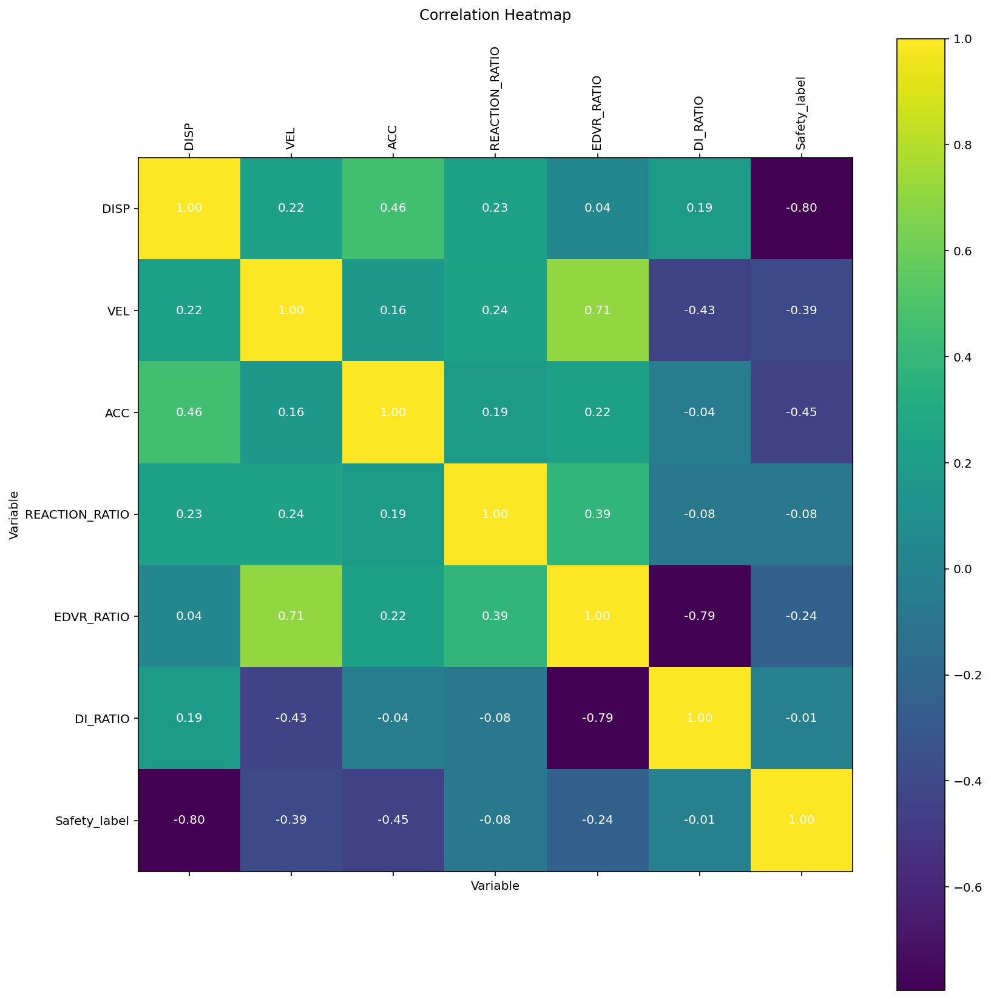 Correlation Heatmap
DISP
VEL
ACC
REACTION_RATIO
EDVR_RATIO
DI_RATIO
Safety_label
DISP 1.00 0.22 0.46 0.23 0.04 0.19 -0.80
VEL 0.22 1.00 0.16 0.24 0.71 -0.43 -0.39
ACC 0.46 0.16 1.00 0.19 0.22 -0.04 -0.45
REACTION_RATIO 0.23 0.24 0.19 1.00 0.39 -0.08 -0.08
EDVR_RATIO 0.04 0.71 0.22 0.39 1.00 -0.79 -0.24
DI_RATIO 0.19 -0.43 -0.04 -0.08 -0.79 1.00 -0.01
Safety_label -0.80 -0.39 -0.45 -0.08 -0.24 -0.01 1.00
Variable
Variable
1.0
0.8
0.6
0.4
0.2
0.0
−0.2
−0.4
−0.6